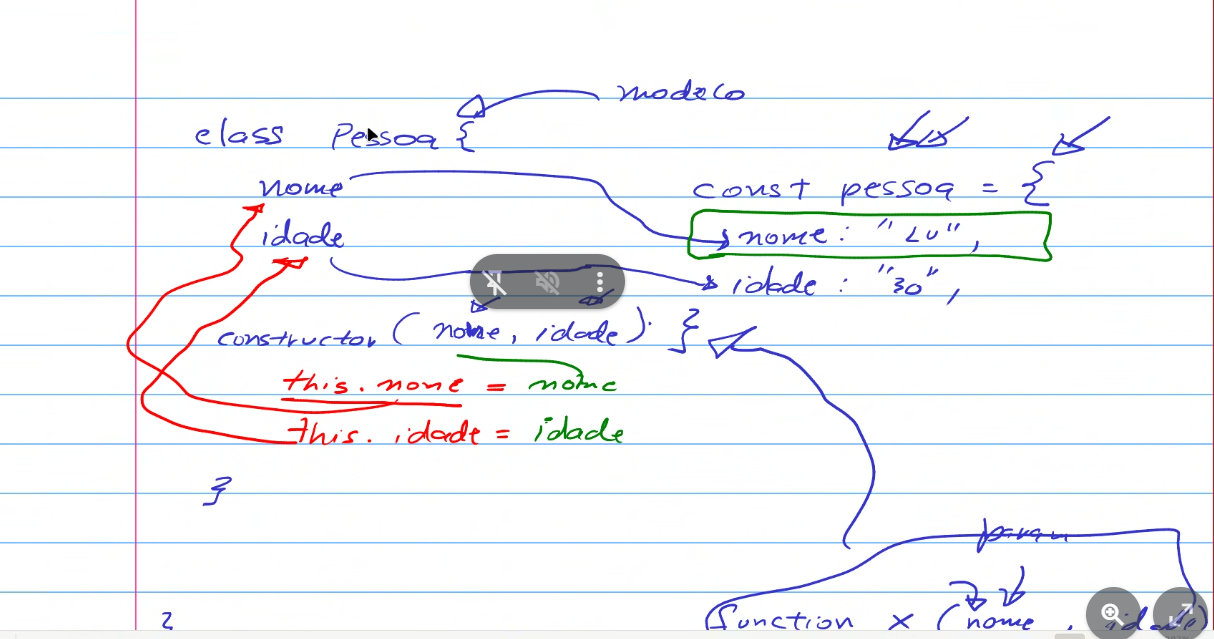 modelo
class Pessoa {
nome
idade
constructor ( nome , idade )
this.nome = nome
this. idade = idade
}
const pessoa = {
nome : "Lu",
idade : "30",
}
param
function x ( nome , idade)